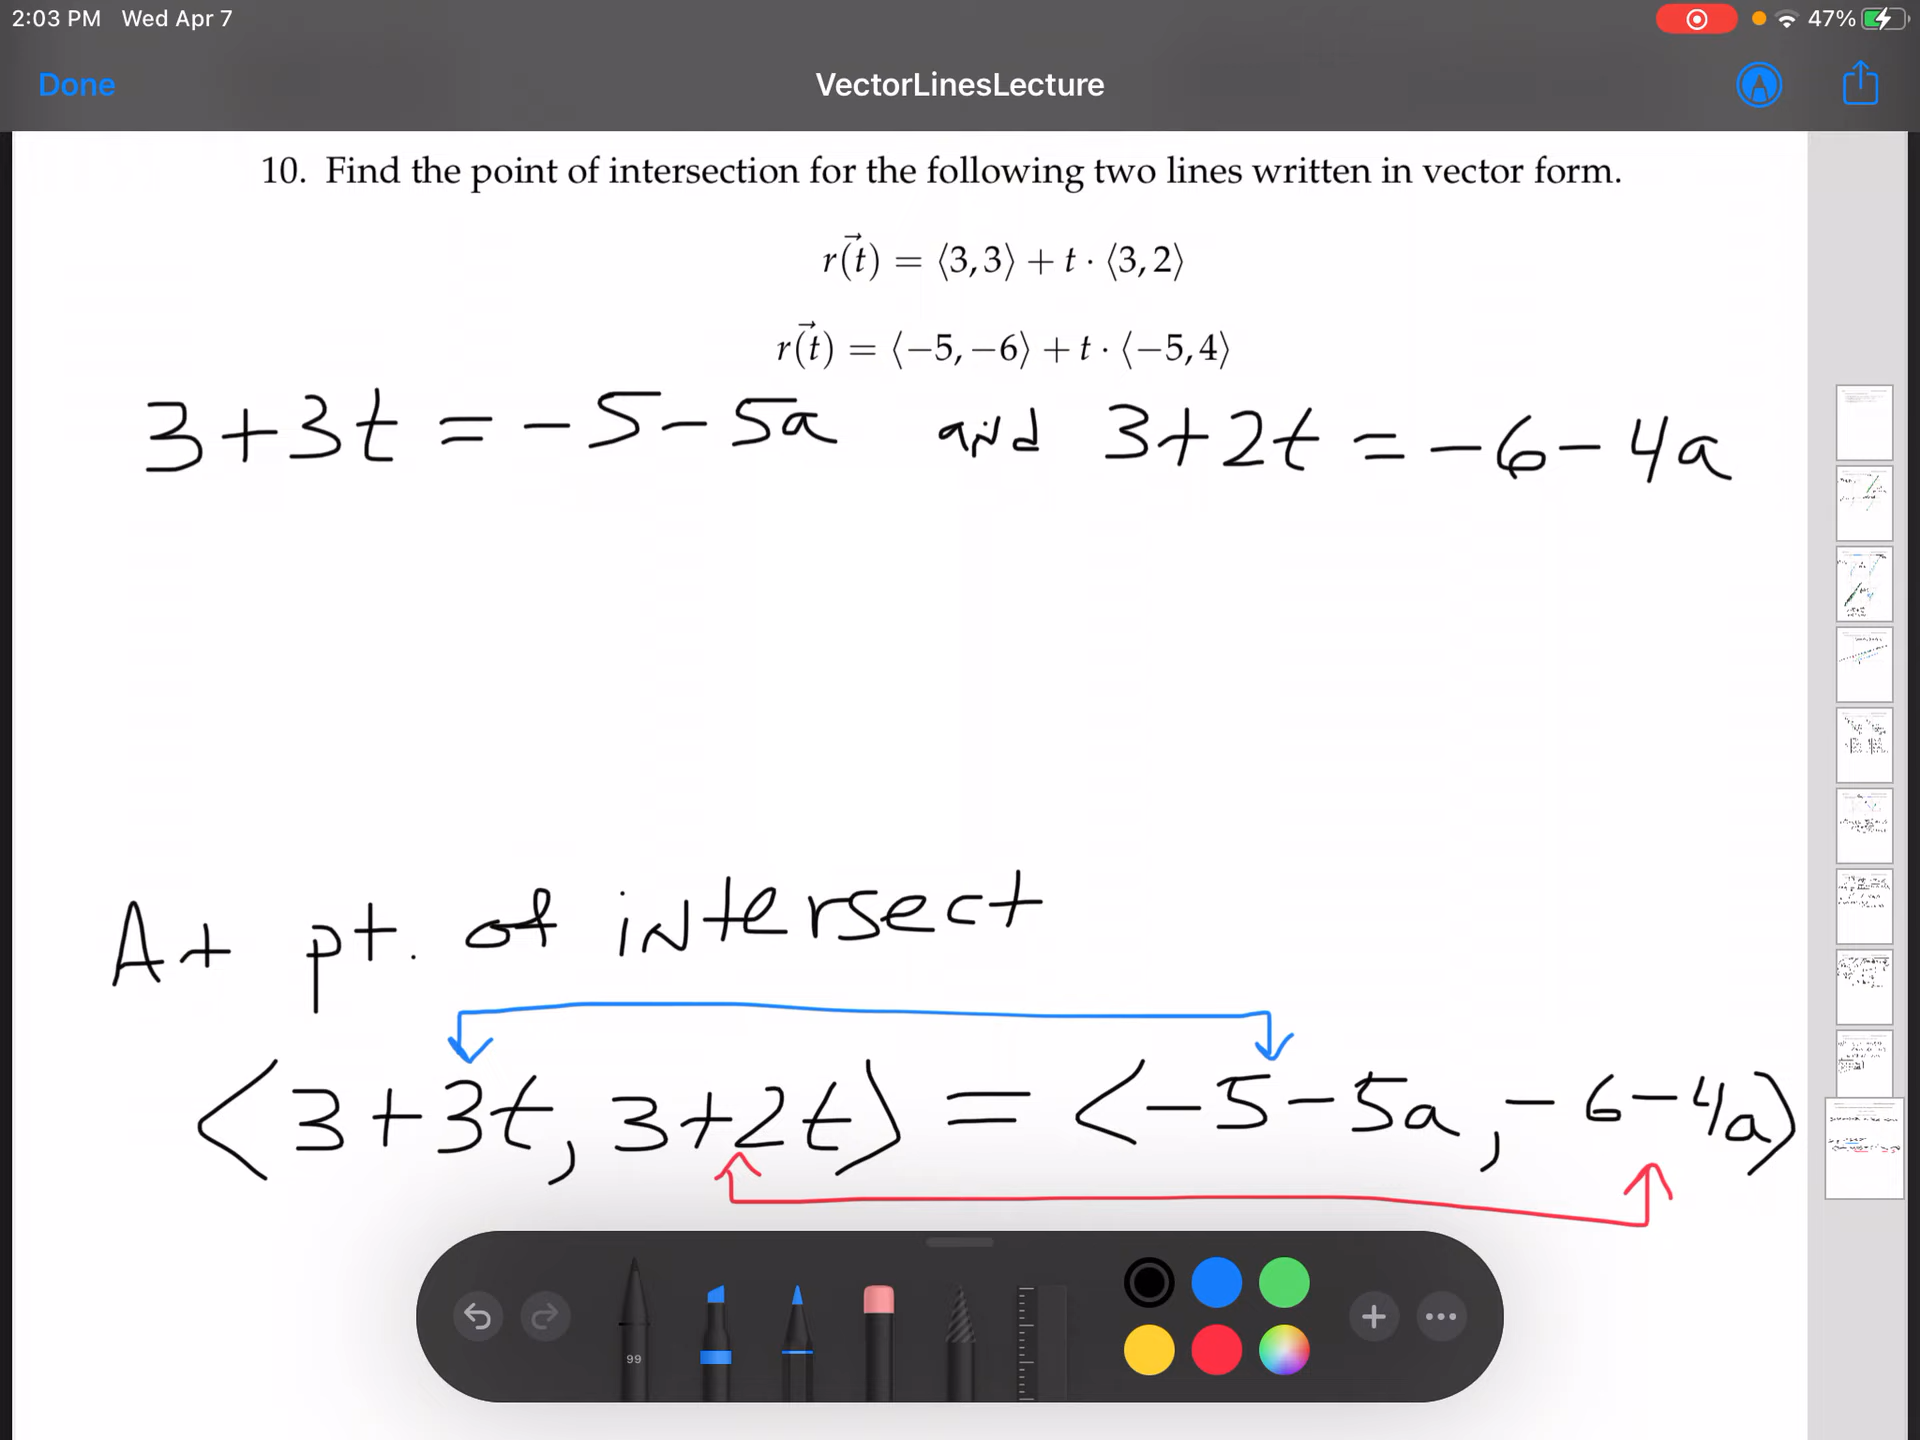 2:03 PM Wed Apr 7 47%
Done VectorLinesLecture
10. Find the point of intersection for the following two lines written in vector form.
r(t)⃗ = ⟨3, 3⟩ + t · ⟨3, 2⟩
r(t)⃗ = ⟨−5, −6⟩ + t · ⟨−5, 4⟩
3+3t = -5-5a and 3+2t = -6-4a
At pt. of intersect
<3+3t, 3+2t> = <-5-5a, -6-4a>
99